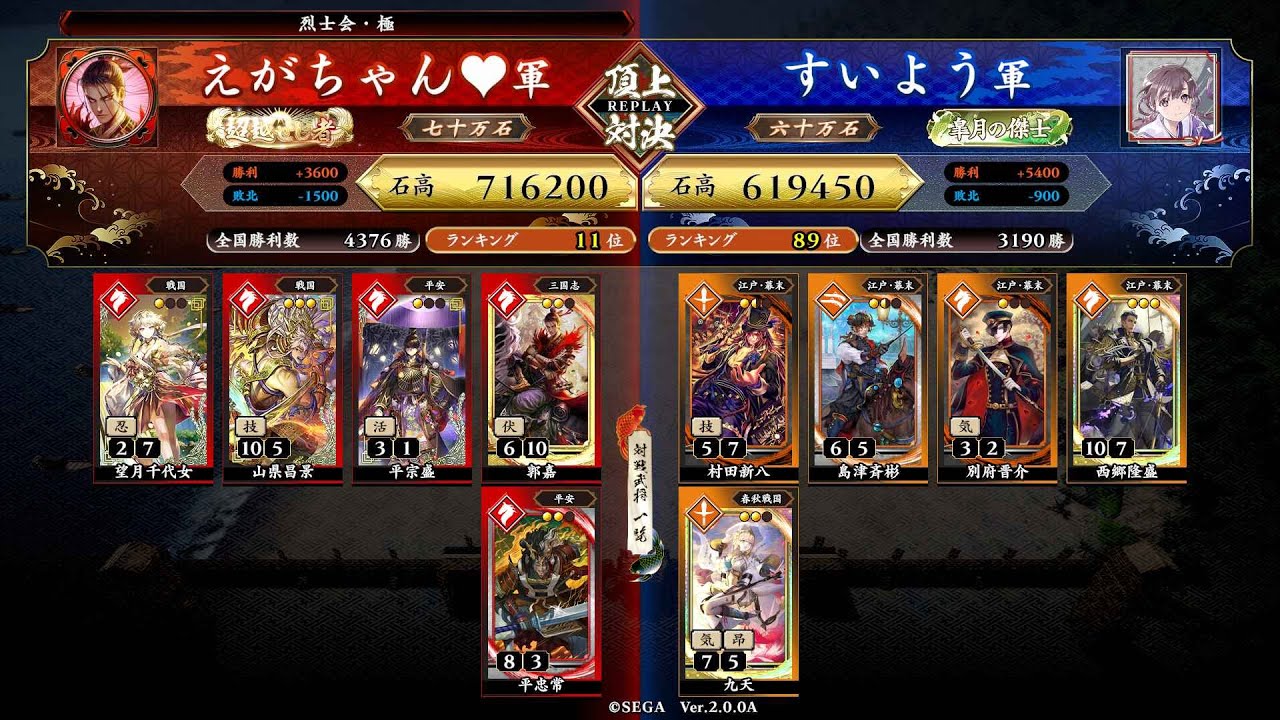 烈士会・極
えがちゃん♥軍
超越せし者
七十万石
頂上
REPLAY
対決
すいよう軍
六十万石
皐月の傑士
勝利 +3600
敗北 -1500
石高 716200
石高 619450
勝利 +5400
敗北 -900
全国勝利数 4376勝
ランキング 11位
ランキング 89位
全国勝利数 3190勝
戦国
忍
2 7
望月千代女
戦国
技
10 5
山県昌景
平安
活
3 1
平宗盛
三国志
伏
6 10
郭嘉
江戸・幕末
技
5 7
村田新八
江戸・幕末
6 5
島津斉彬
江戸・幕末
気
3 2
別府晋介
江戸・幕末
10 7
西郷隆盛
対戦武将一覧
平安
8 3
平忠常
春秋戦国
気 昂
7 5
九天
©SEGA Ver.2.0.0A